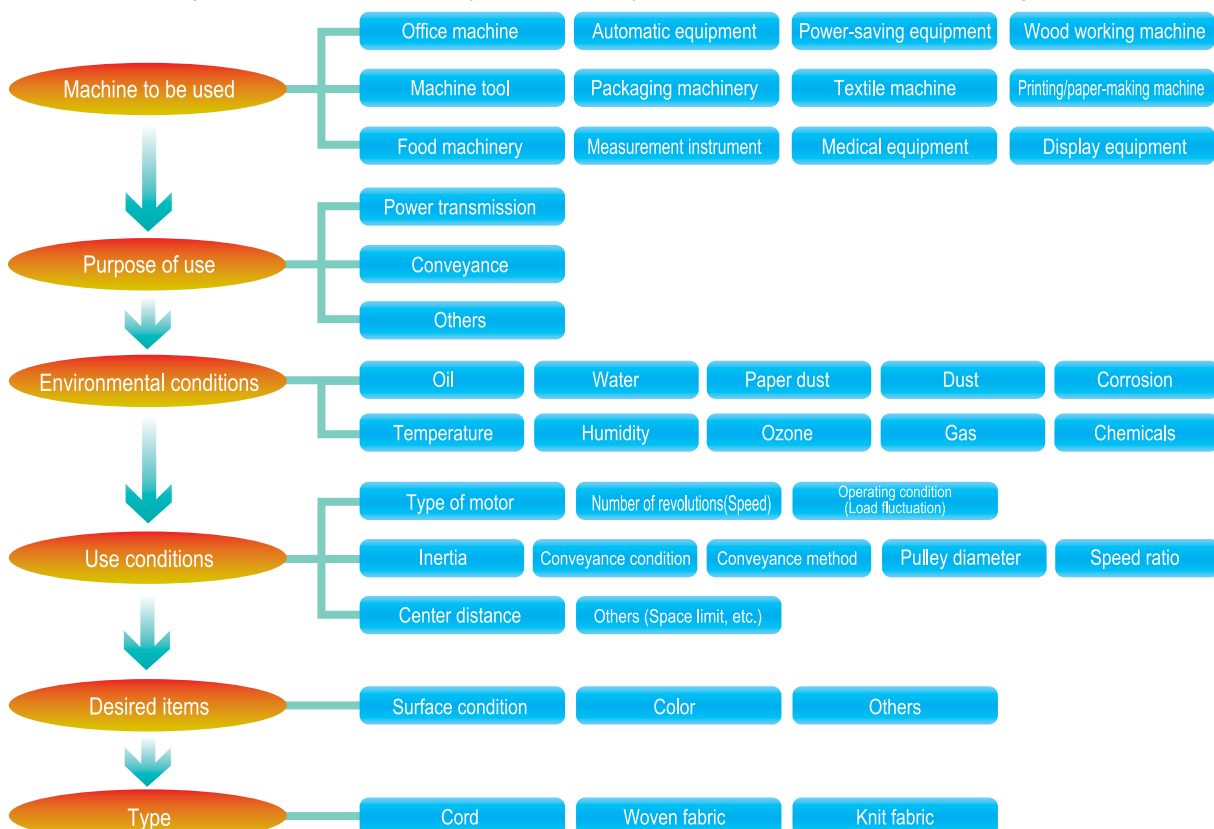 Office machine
Automatic equipment
Power-saving equipment
Wood working machine
Machine to be used
Machine tool
Packaging machinery
Textile machine
Printing/paper-making machine
Food machinery
Measurement instrument
Medical equipment
Display equipment
Power transmission
Purpose of use
Conveyance
Others
Environmental conditions
Oil
Water
Paper dust
Dust
Corrosion
Temperature
Humidity
Ozone
Gas
Chemicals
Type of motor
Number of revolutions(Speed)
Operating condition
(Load fluctuation)
Use conditions
Inertia
Conveyance condition
Conveyance method
Pulley diameter
Speed ratio
Center distance
Others (Space limit, etc.)
Desired items
Surface condition
Color
Others
Type
Cord
Woven fabric
Knit fabric